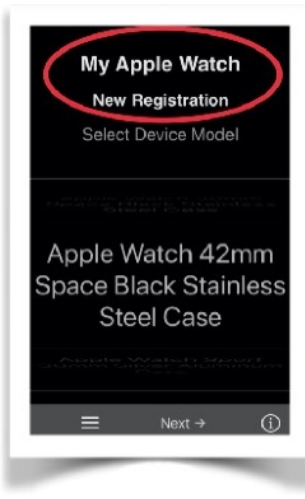 My Apple Watch
New Registration
Select Device Model
Apple Watch 42mm
Space Black Stainless
Steel Case
Next →